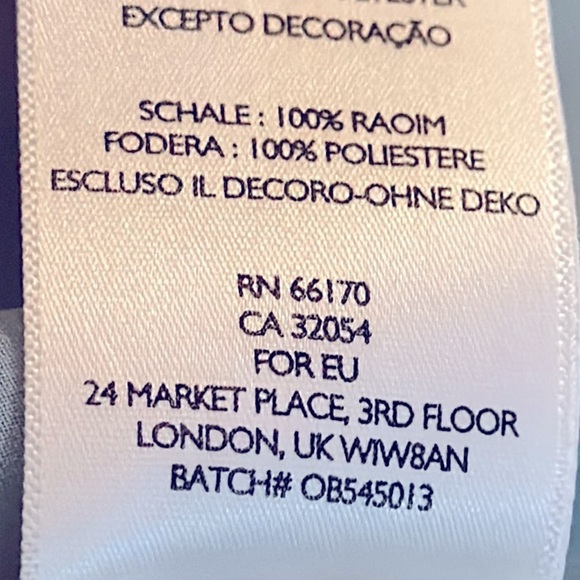 EXCEPTO DECORAÇÃO
SCHALE : 100% RAOIM
FODERA : 100% POLIESTERE
ESCLUSO IL DECORO-OHNE DEKO
RN 66170
CA 32054
FOR EU
24 MARKET PLACE, 3RD FLOOR
LONDON, UK W1W8AN
BATCH# OB545013